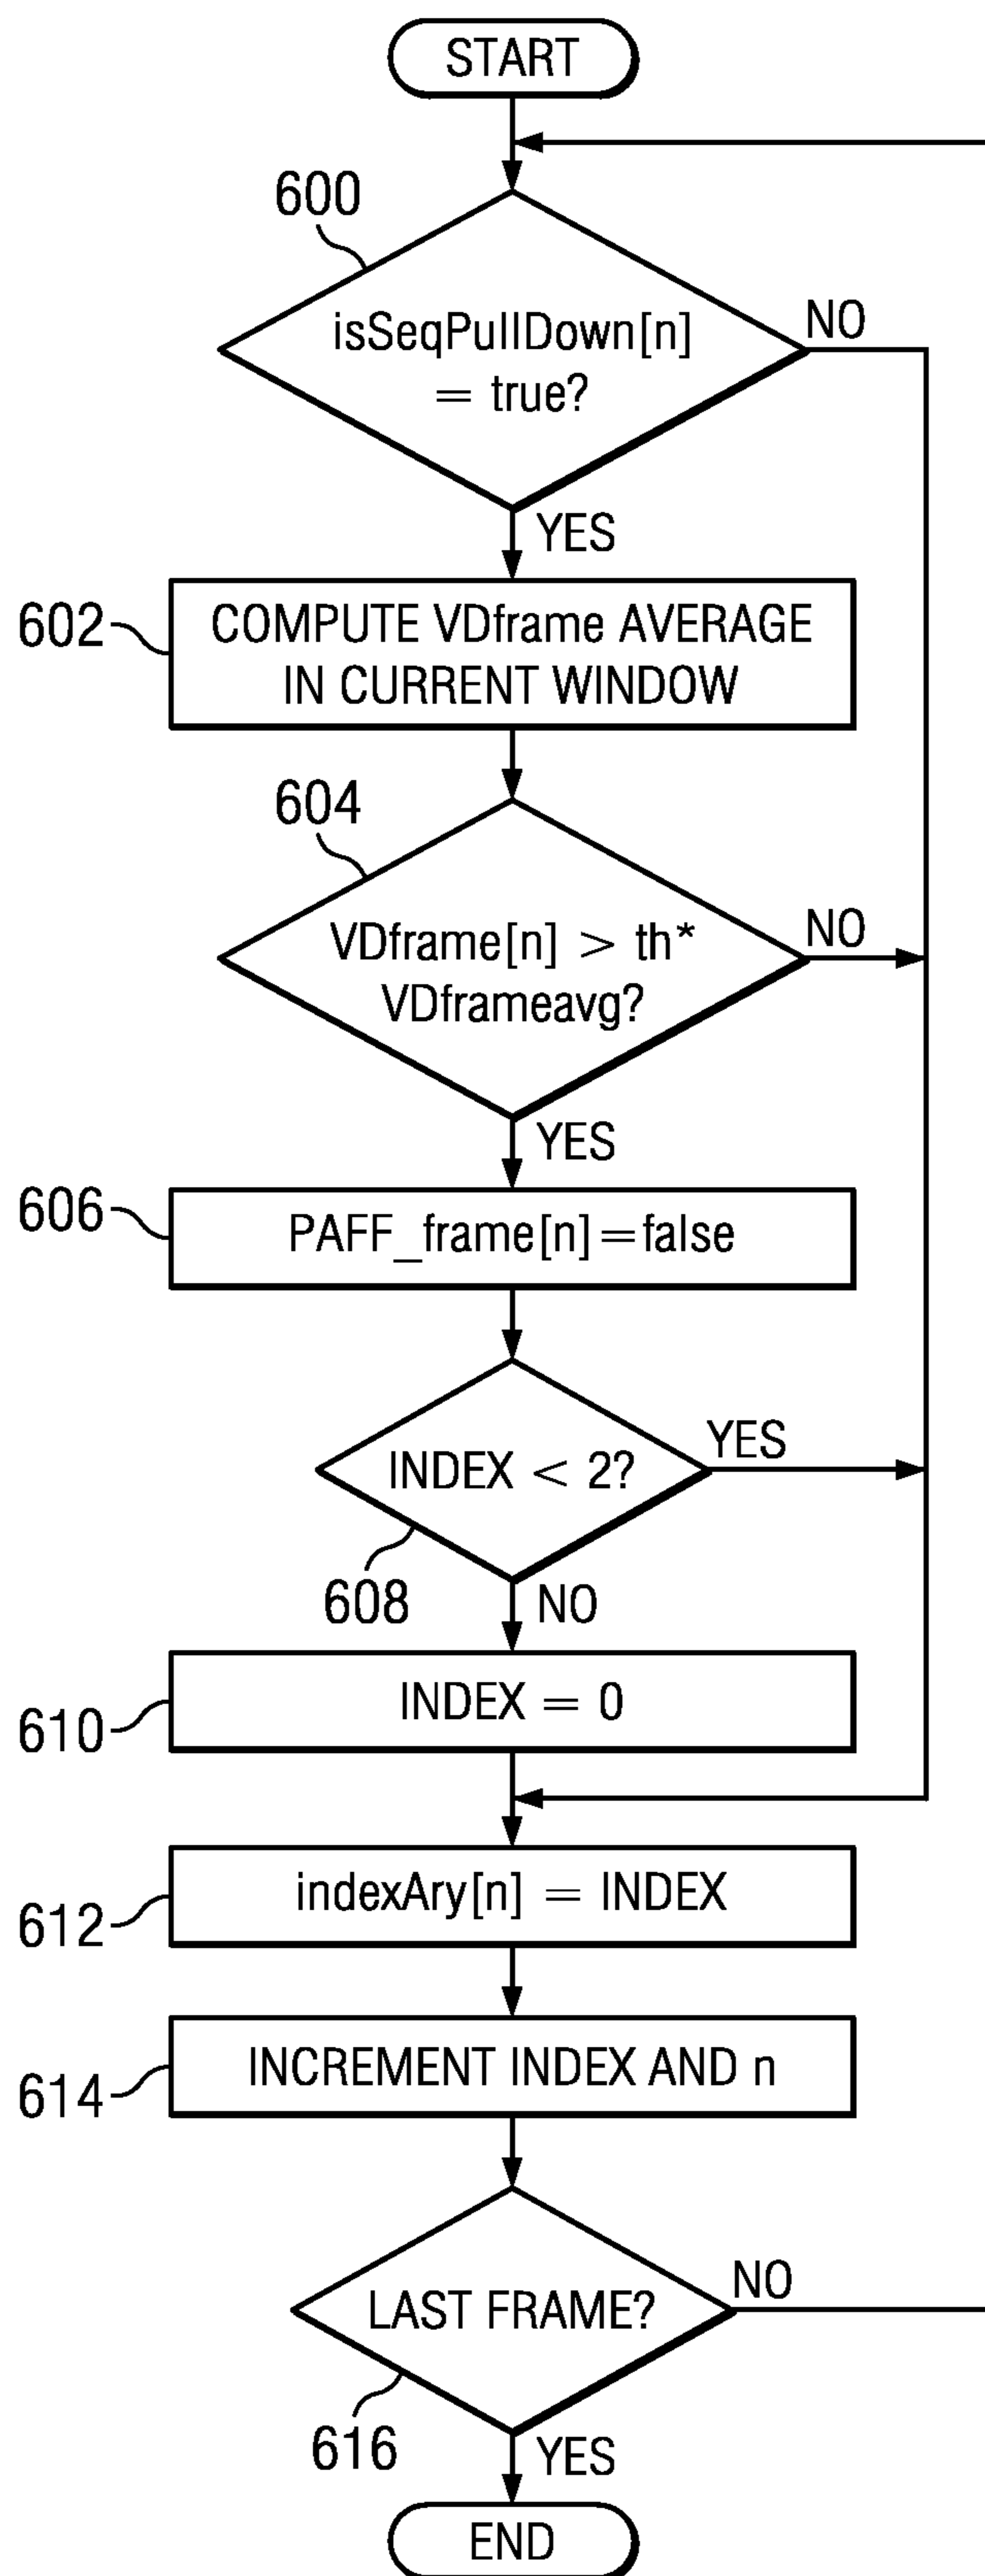 START
600
isSeqPullDown[n]
= true?
NO
YES
602
COMPUTE VDframe AVERAGE
IN CURRENT WINDOW
604
VDframe[n] > th*
VDframeavg?
NO
YES
606
PAFF_frame[n]=false
INDEX < 2?
YES
608
NO
610
INDEX = 0
612
indexAry[n] = INDEX
614
INCREMENT INDEX AND n
LAST FRAME?
NO
616
YES
END